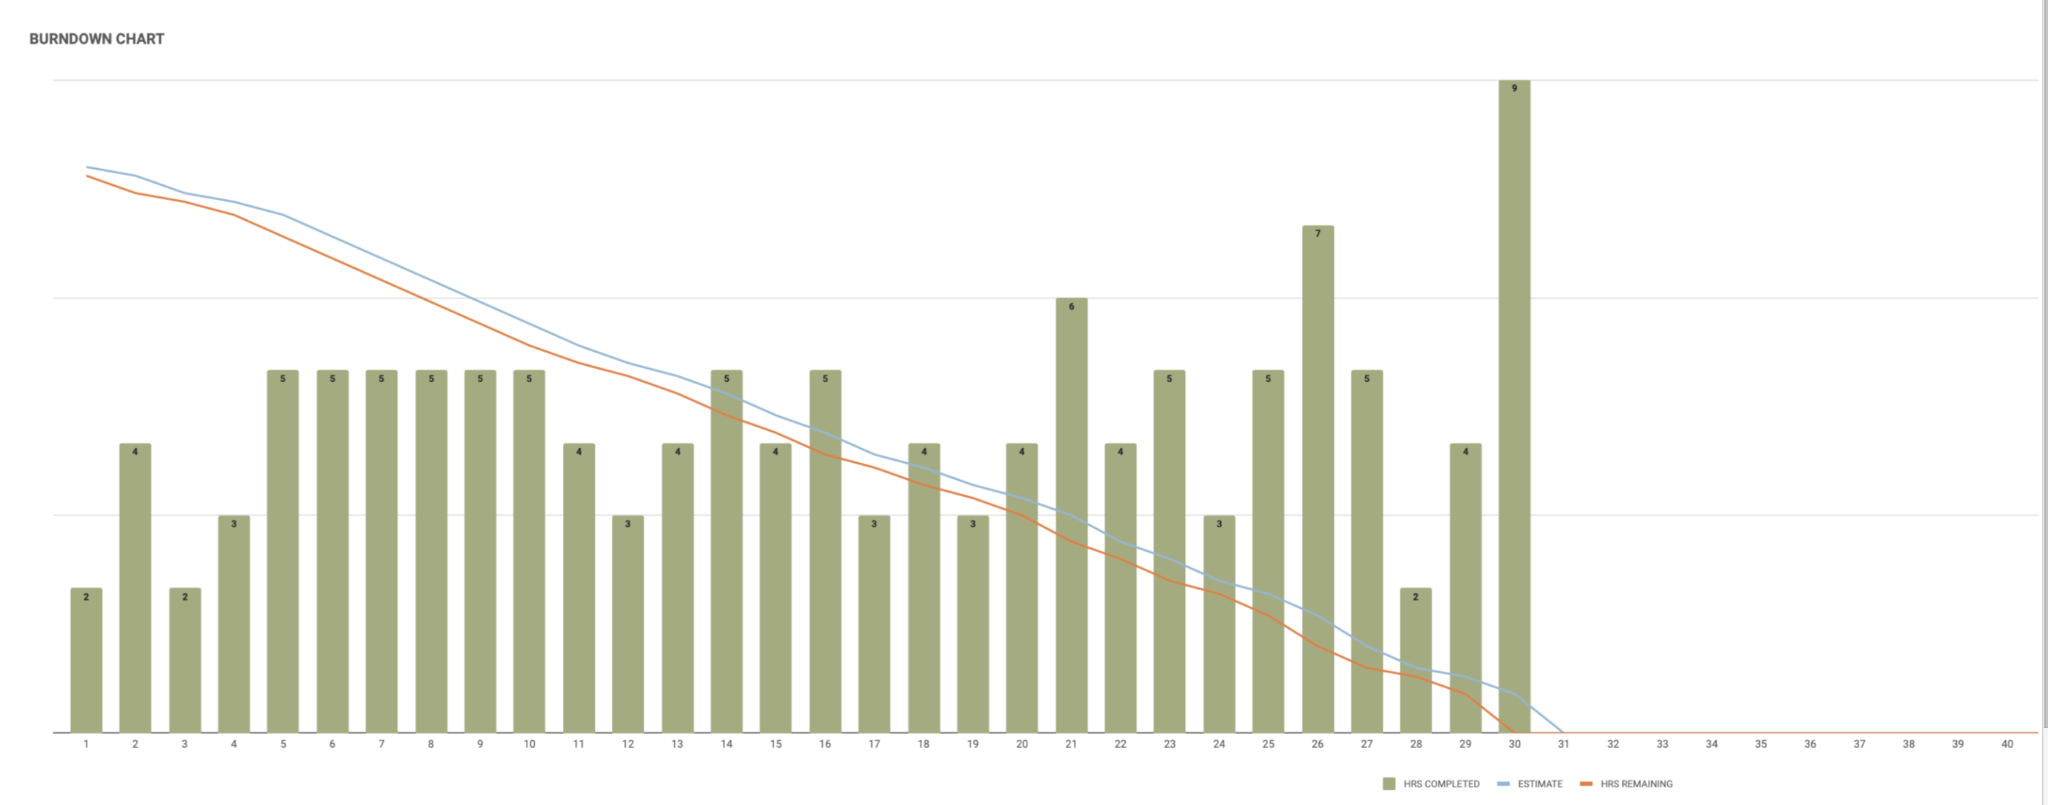 BURNDOWN CHART
9
7
6
5 5 5 5 5 5 5 5 5 5 5
4 4 4 4 4 4 4 4
3 3 3 3 3
2 2 2
1 2 3 4 5 6 7 8 9 10 11 12 13 14 15 16 17 18 19 20 21 22 23 24 25 26 27 28 29 30 31 32 33 34 35 36 37 38 39 40
HRS COMPLETED ESTIMATE HRS REMAINING